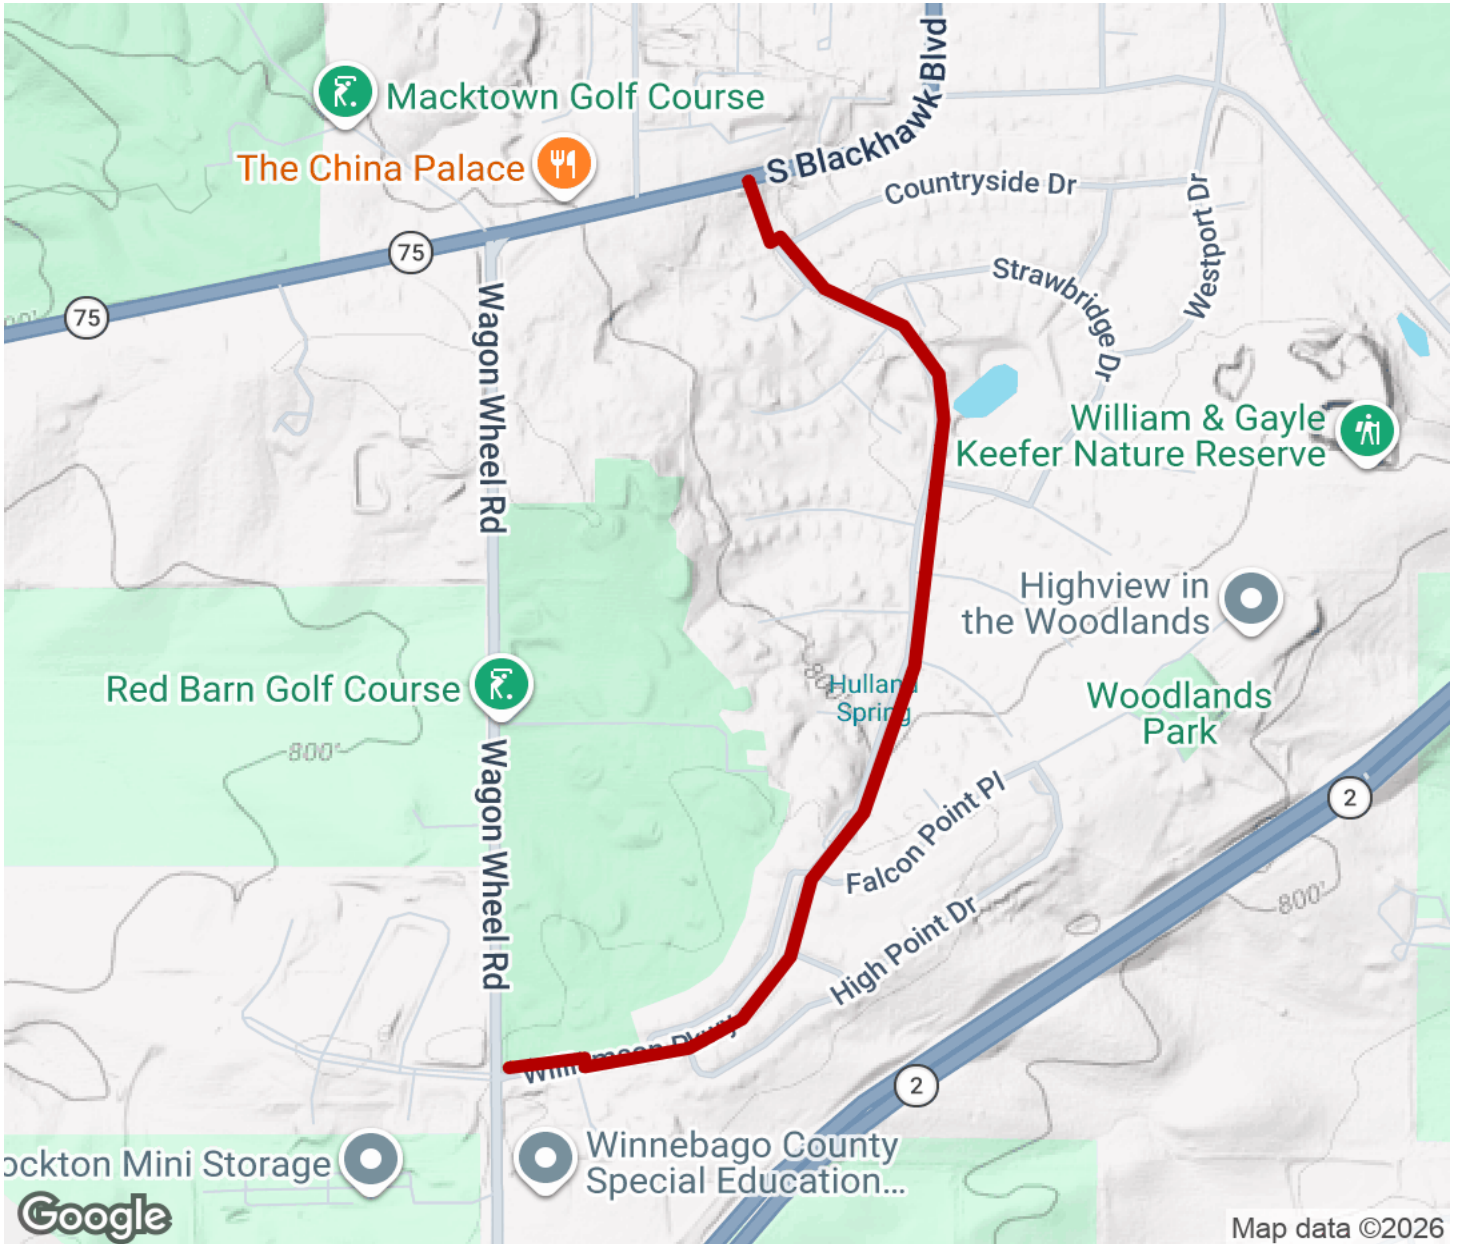 S Blackhawk Blvd
Macktown Golf Course
The China Palace
Countryside Dr
Westport Dr
75
Strawbridge Dr
75
Wagon Wheel Rd
William & Gayle
Keefer Nature Reserve
Highview in
the Woodlands
Red Barn Golf Course
Hulland
Spring
Woodlands
Park
800'
Wagon Wheel Rd
2
Falcon Point Pl
800'
High Point Dr
Pkwy
2
Winnebago County
Special Education...
ockton Mini Storage
Google
Map data ©2026